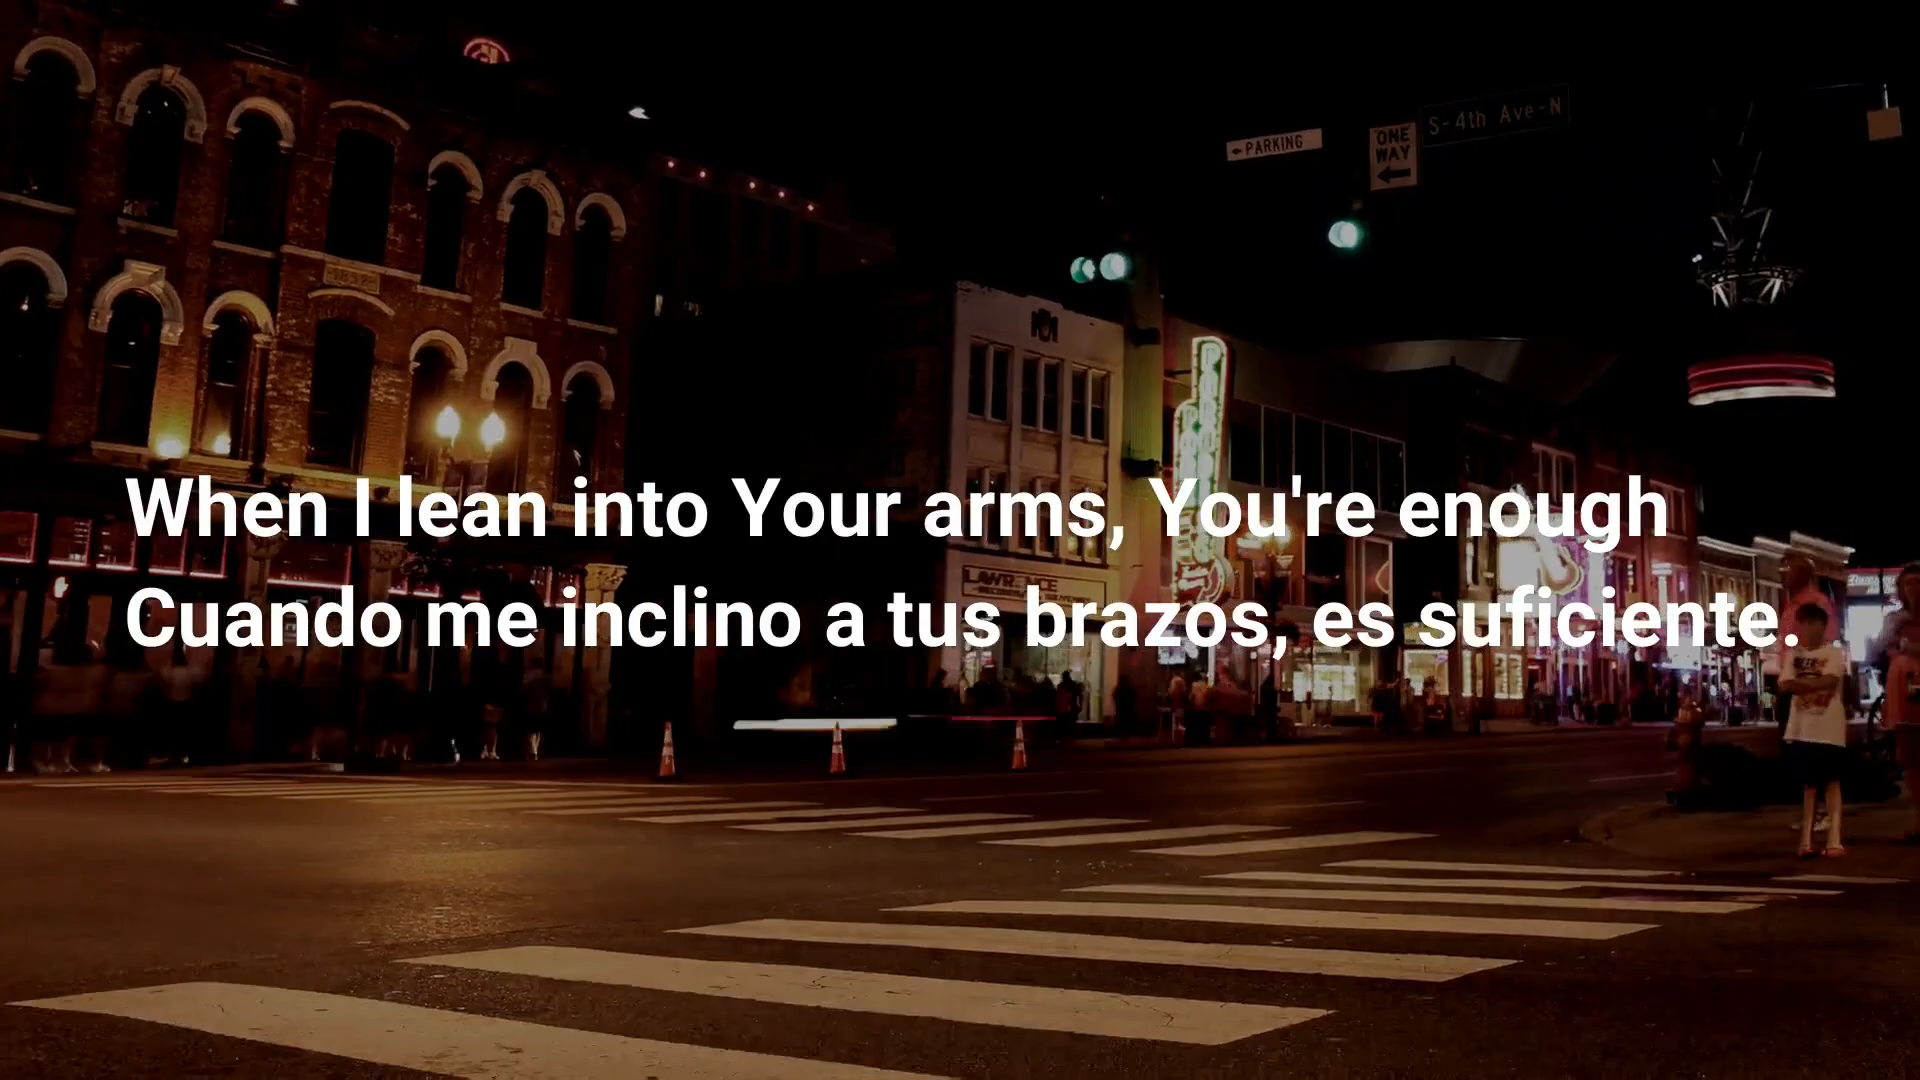 S-4th Ave-N
PARKING
ONE
WAY
LAWRENCE
When I lean into Your arms, You're enough
Cuando me inclino a tus brazos, es suficiente.